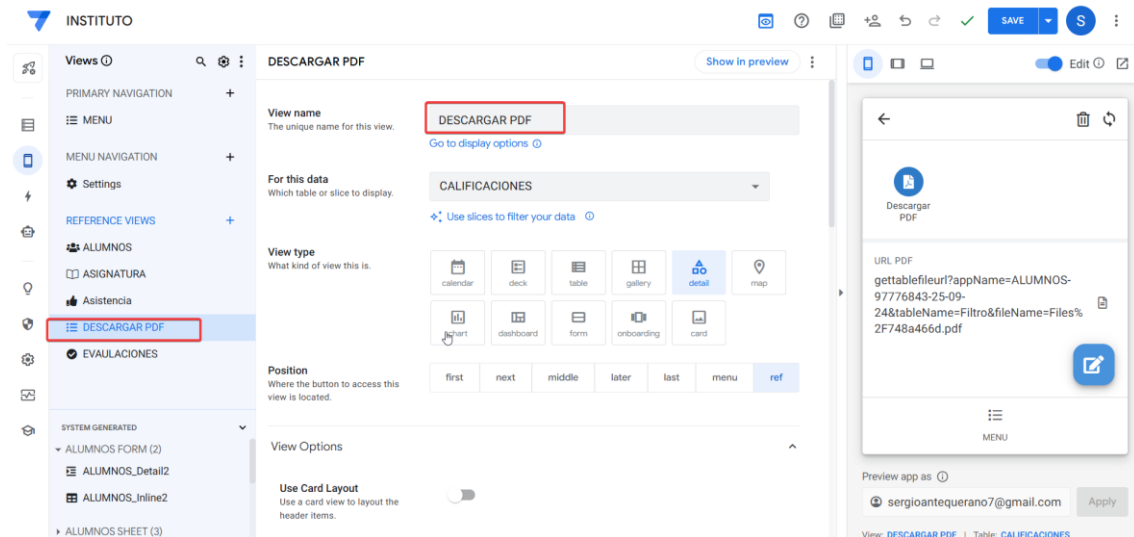 INSTITUTO
SAVE
S
Views
DESCARGAR PDF
Show in preview
Edit
PRIMARY NAVIGATION
MENU
MENU NAVIGATION
Settings
REFERENCE VIEWS
ALUMNOS
ASIGNATURA
Asistencia
DESCARGAR PDF
EVAULACIONES
SYSTEM GENERATED
ALUMNOS FORM (2)
ALUMNOS_Detail2
ALUMNOS_Inline2
ALUMNOS SHEET (3)
View name
The unique name for this view.
DESCARGAR PDF
Go to display options
For this data
Which table or slice to display.
CALIFICACIONES
Use slices to filter your data
View type
What kind of view this is.
calendar
deck
table
gallery
detail
map
chart
dashboard
form
onboarding
card
Position
Where the button to access this
view is located.
first
next
middle
later
last
menu
ref
View Options
Use Card Layout
Use a card view to layout the
header items.
Descargar
PDF
URL PDF
gettablefileurl?appName=ALUMNOS-
97776843-25-09-
24&tableName=Filtro&fileName=Files%
2F748a466d.pdf
MENU
Preview app as
sergioantequerano7@gmail.com
Apply
View: DESCARGAR PDF | Table: CALIFICACIONES